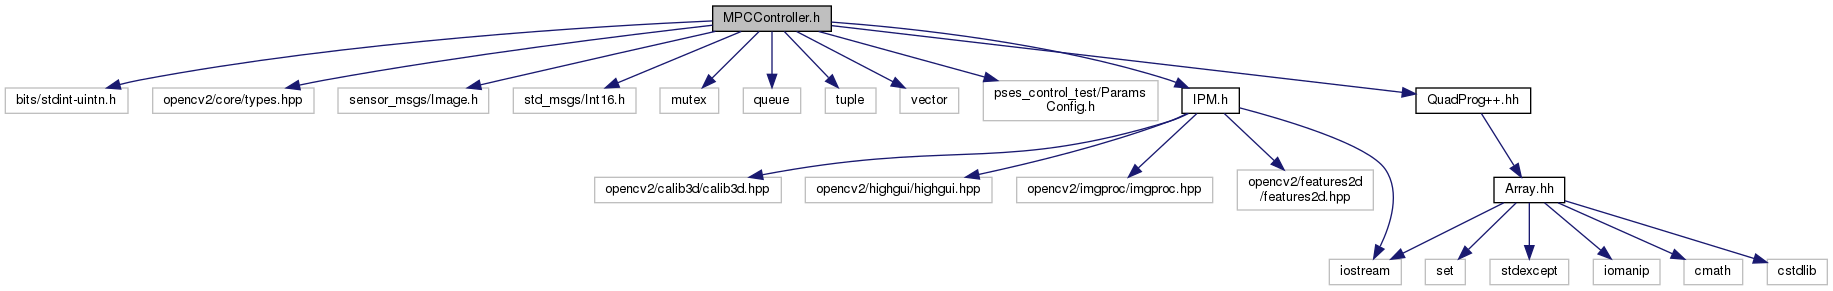 MPCController.h
bits/stdint-uintn.h
opencv2/core/types.hpp
sensor_msgs/Image.h
std_msgs/Int16.h
mutex
queue
tuple
vector
pses_control_test/Params
Config.h
IPM.h
QuadProg++.hh
opencv2/calib3d/calib3d.hpp
opencv2/highgui/highgui.hpp
opencv2/imgproc/imgproc.hpp
opencv2/features2d
/features2d.hpp
Array.hh
iostream
set
stdexcept
iomanip
cmath
cstdlib